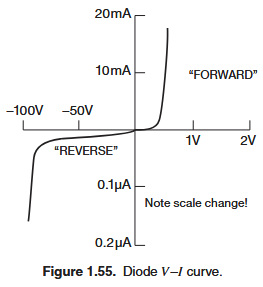 20mA
10mA
"FORWARD"
–100V –50V
1V 2V
"REVERSE"
0.1μA
Note scale change!
0.2μA
Figure 1.55. Diode V–I curve.